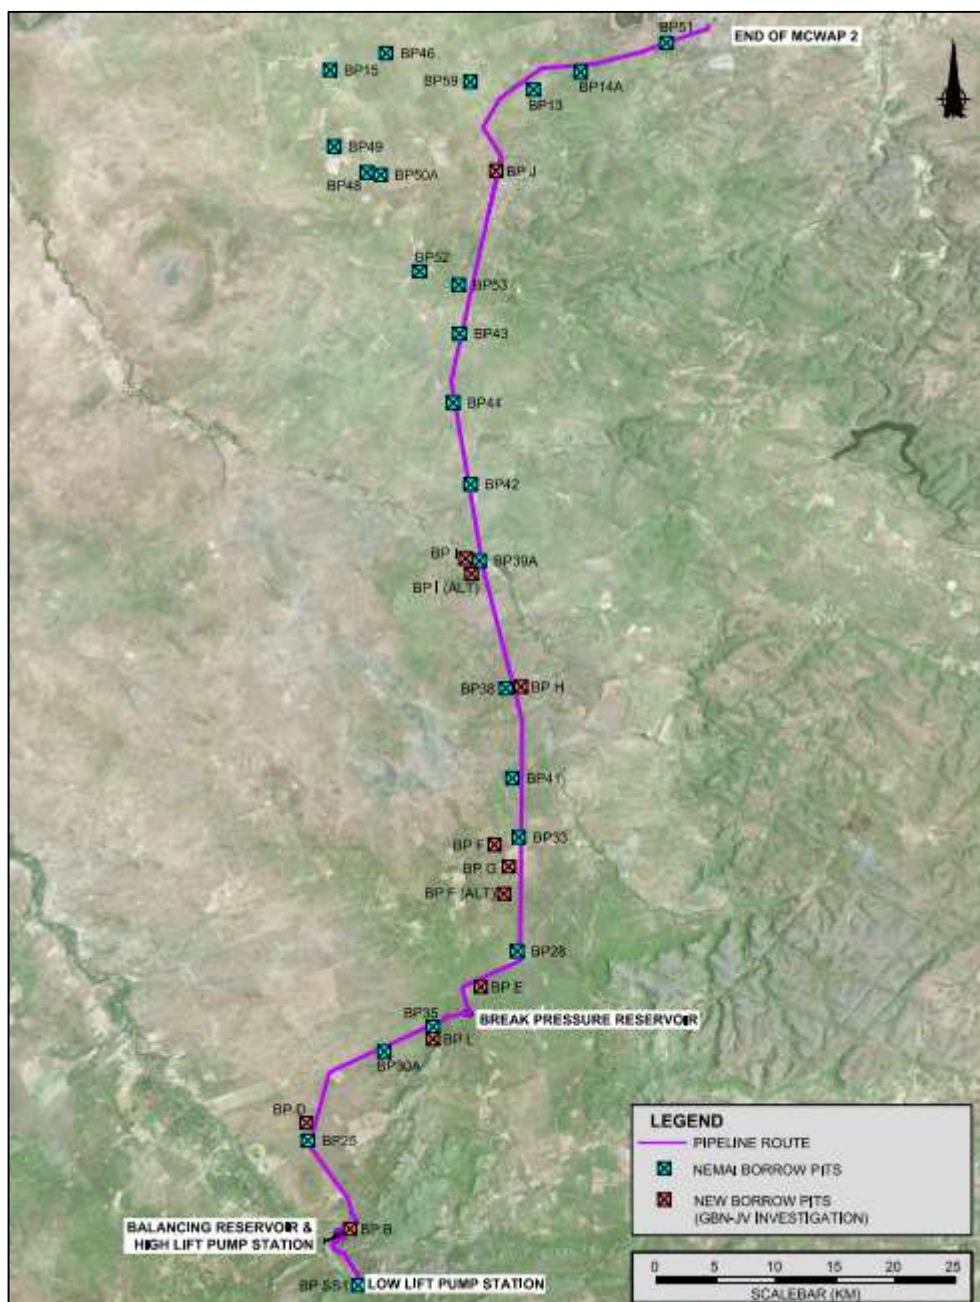 BP51
END OF MCWAP 2
BP46
BP15
BP59
BP14A
BP13
BP49
BP48
BP50A
BP J
BP52
BP53
BP43
BP44
BP42
BP I
BP39A
BP I (ALT)
BP38
BP H
BP41
BP33
BP F
BP G
BP F (ALT)
BP28
BP E
BREAK PRESSURE RESERVOIR
BP35
BP L
BP30A
BP D
BP25
BP B
BALANCING RESERVOIR &
HIGH LIFT PUMP STATION
BP SS1
LOW LIFT PUMP STATION
LEGEND
PIPELINE ROUTE
NEMAI BORROW PITS
NEW BORROW PITS
(GBN-JV INVESTIGATION)
0 5 10 15 20 25
SCALEBAR (KM)